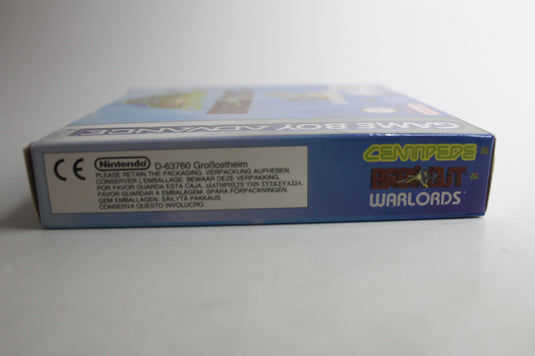 GAME BOY ADVANCE
CE
Nintendo
D-63760 Großostheim
PLEASE RETAIN THE PACKAGING. VERPACKUNG AUFHEBEN.
CONSERVER L'EMBALLAGE. BEWAAR DEZE VERPAKKING.
POR FAVOR GUARDA ESTA CAJA. ΔΙΑΤΗΡΗΣΤΕ ΤΗΝ ΣΥΣΚΕΥΑΣΙΑ.
POR FAVOR GUARDAR A EMBALAGEM. SPARA FÖRPACKNINGEN.
GEM EMBALLAGEN. SÄILYTÄ PAKKAUS.
CONSERVA QUESTO INVOLUCRO.
CENTIPEDE
BREAKOUT
WARLORDS